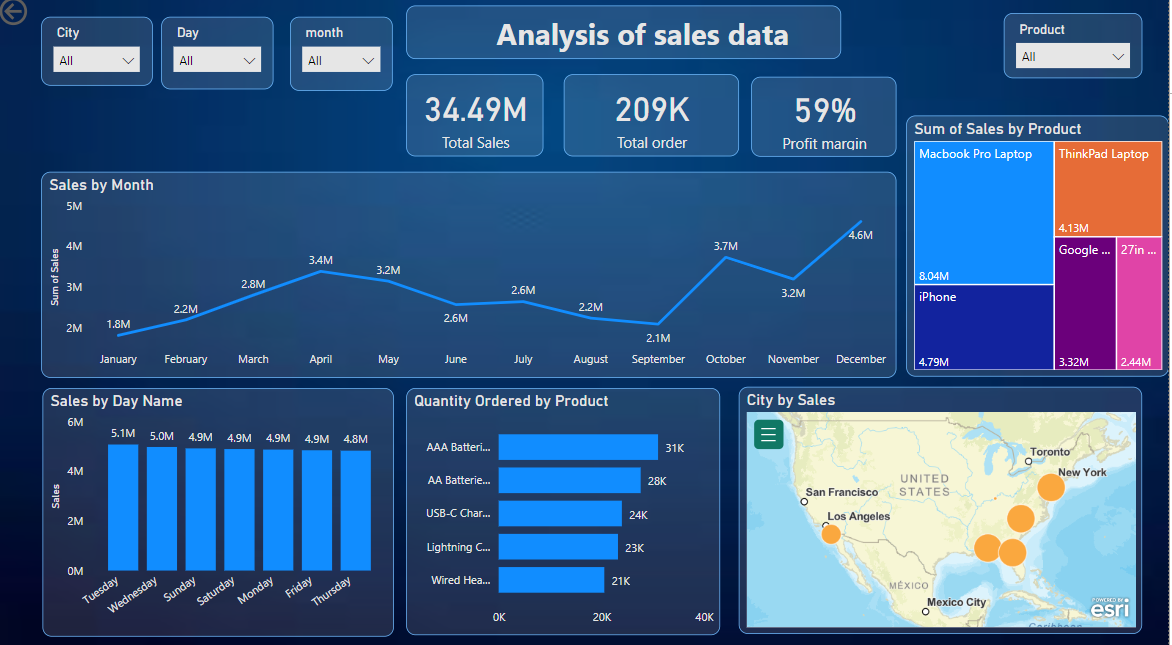 City
All
Day
All
month
All
Analysis of sales data
Product
All
34.49M
Total Sales
209K
Total order
59%
Profit margin
Sum of Sales by Product
Macbook Pro Laptop
8.04M
ThinkPad Laptop
4.13M
iPhone
4.79M
Google ...
3.32M
27in ...
2.44M
Sales by Month
Sum of Sales
5M
4M
3M
2M
1.8M
2.2M
2.8M
3.4M
3.2M
2.6M
2.6M
2.2M
2.1M
3.7M
3.2M
4.6M
January
February
March
April
May
June
July
August
September
October
November
December
Sales by Day Name
Sales
6M
4M
2M
0M
5.1M
5.0M
4.9M
4.9M
4.9M
4.9M
4.8M
Tuesday
Wednesday
Sunday
Saturday
Monday
Friday
Thursday
Quantity Ordered by Product
AAA Batteri...
31K
AA Batterie...
28K
USB-C Char...
24K
Lightning C...
23K
Wired Hea...
21K
0K
20K
40K
City by Sales
Toronto
New York
UNITED
STATES
San Francisco
Los Angeles
MÉXICO
Mexico City
Caribbean
POWERED BY
esri